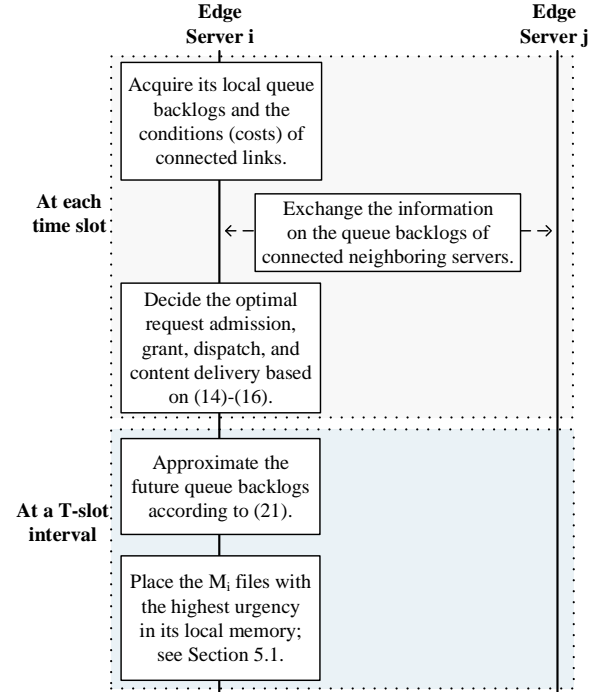 Edge
Server i
Edge
Server j
Acquire its local queue
backlogs and the
conditions (costs) of
connected links.
At each
time slot
Exchange the information
on the queue backlogs of
connected neighboring servers.
Decide the optimal
request admission,
grant, dispatch, and
content delivery based
on (14)-(16).
At a T-slot
interval
Approximate the
future queue backlogs
according to (21).
Place the Mi files with
the highest urgency
in its local memory;
see Section 5.1.